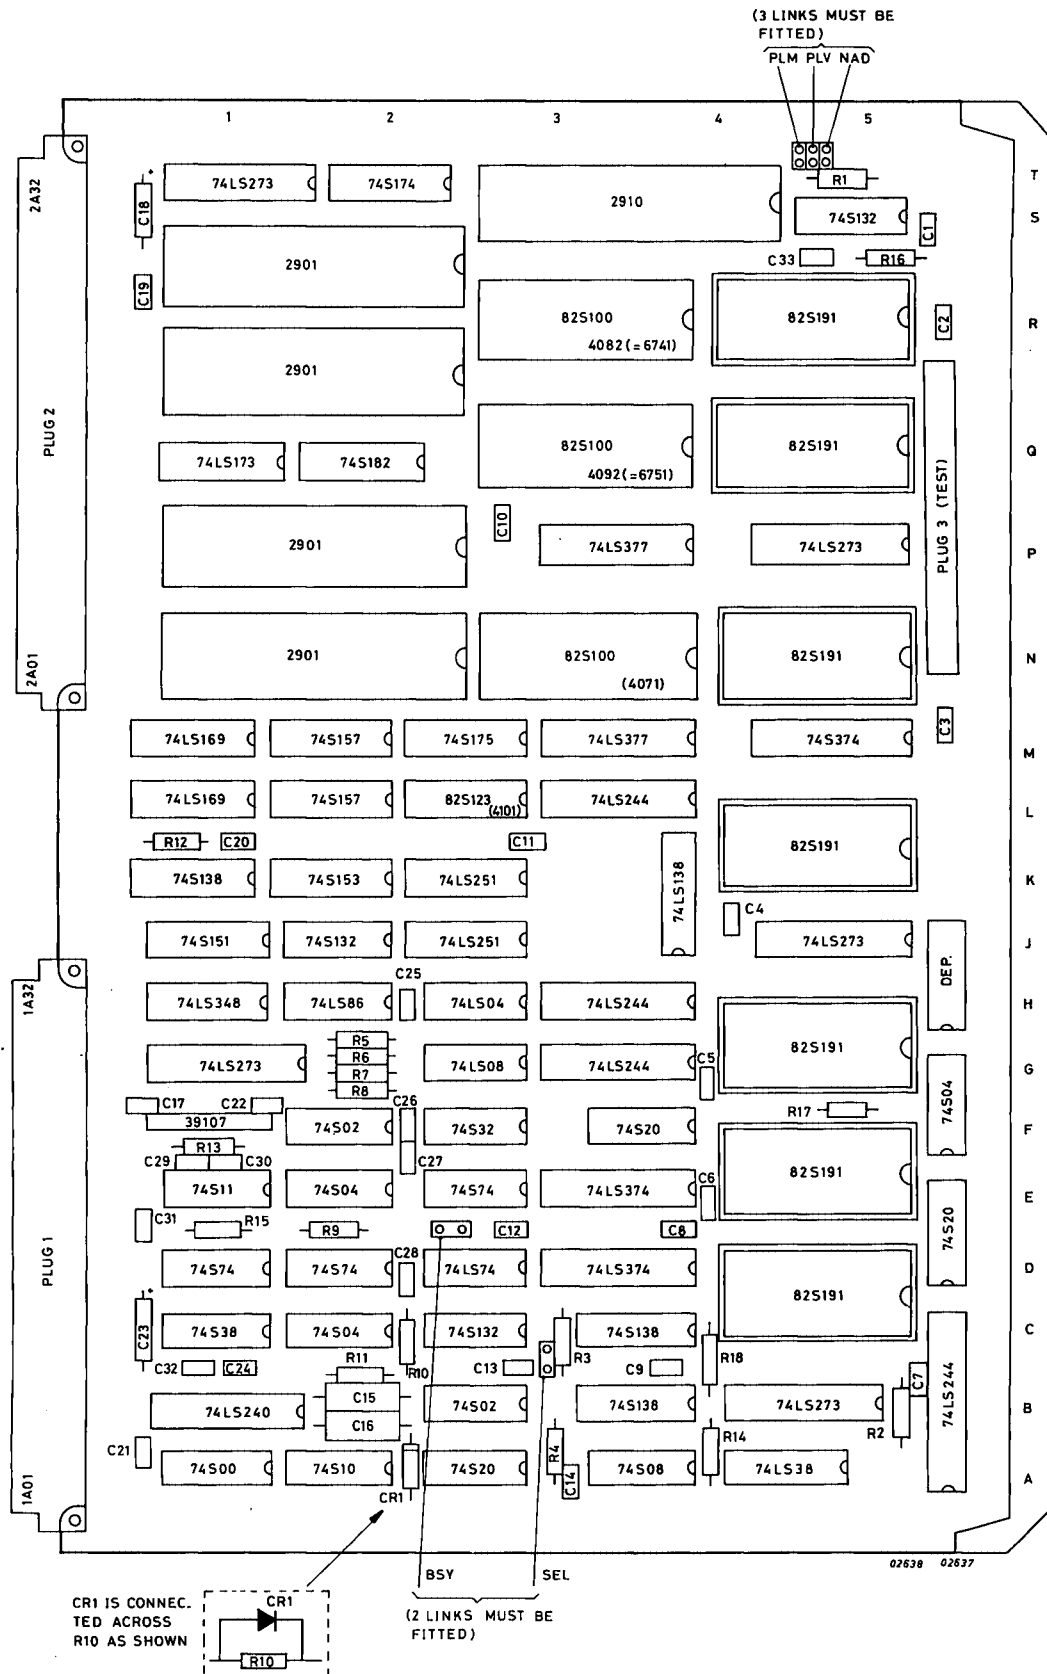 (3 LINKS MUST BE
FITTED)
PLM PLV NAD
1 2 3 4 5
2A32
C18
74LS273
74S174
2910
R1
T
74S132
S
C1
C33
R16
2901
C19
82S100
4082(=6741)
82S191
C2
R
2901
PLUG 2
82S100
4092(=6751)
82S191
Q
74LS173
74S182
PLUG 3 (TEST)
C10
2901
74LS377
74LS273
P
2901
82S100
(4071)
82S191
N
2A01
C3
74LS169
74S157
74S175
74LS377
74S374
M
74LS169
74S157
82S123
(4101)
74LS244
L
R12
C20
C11
82S191
74S138
74S153
74LS251
74LS138
K
C4
74S151
74S132
74LS251
74LS273
J
DEP.
1A32
C25
74LS348
74LS86
74LS04
74LS244
H
R5
R6
R7
R8
82S191
74LS273
74LS08
74LS244
C5
G
C17
C22
39107
C26
R17
74S04
74S02
74S32
74S20
F
R13
C29
C30
C27
82S191
74S11
74S04
74S74
74LS374
C6
E
C31
R15
R9
C12
C8
74S20
PLUG 1
C28
74S74
74S74
74LS74
74LS374
D
82S191
C23
74S38
74S04
R10
74S132
R3
74S138
R18
C
C32
C24
R11
C13
C9
C7
74LS244
C15
C16
74LS240
74S02
74S138
74LS273
R2
B
C21
R4
R14
74S00
74S10
CR1
74S20
C14
74S08
74LS38
A
1A01
02638 02637
BSY
SEL
(2 LINKS MUST BE
FITTED)
CR1 IS CONNEC.
TED ACROSS
R10 AS SHOWN
CR1
R10